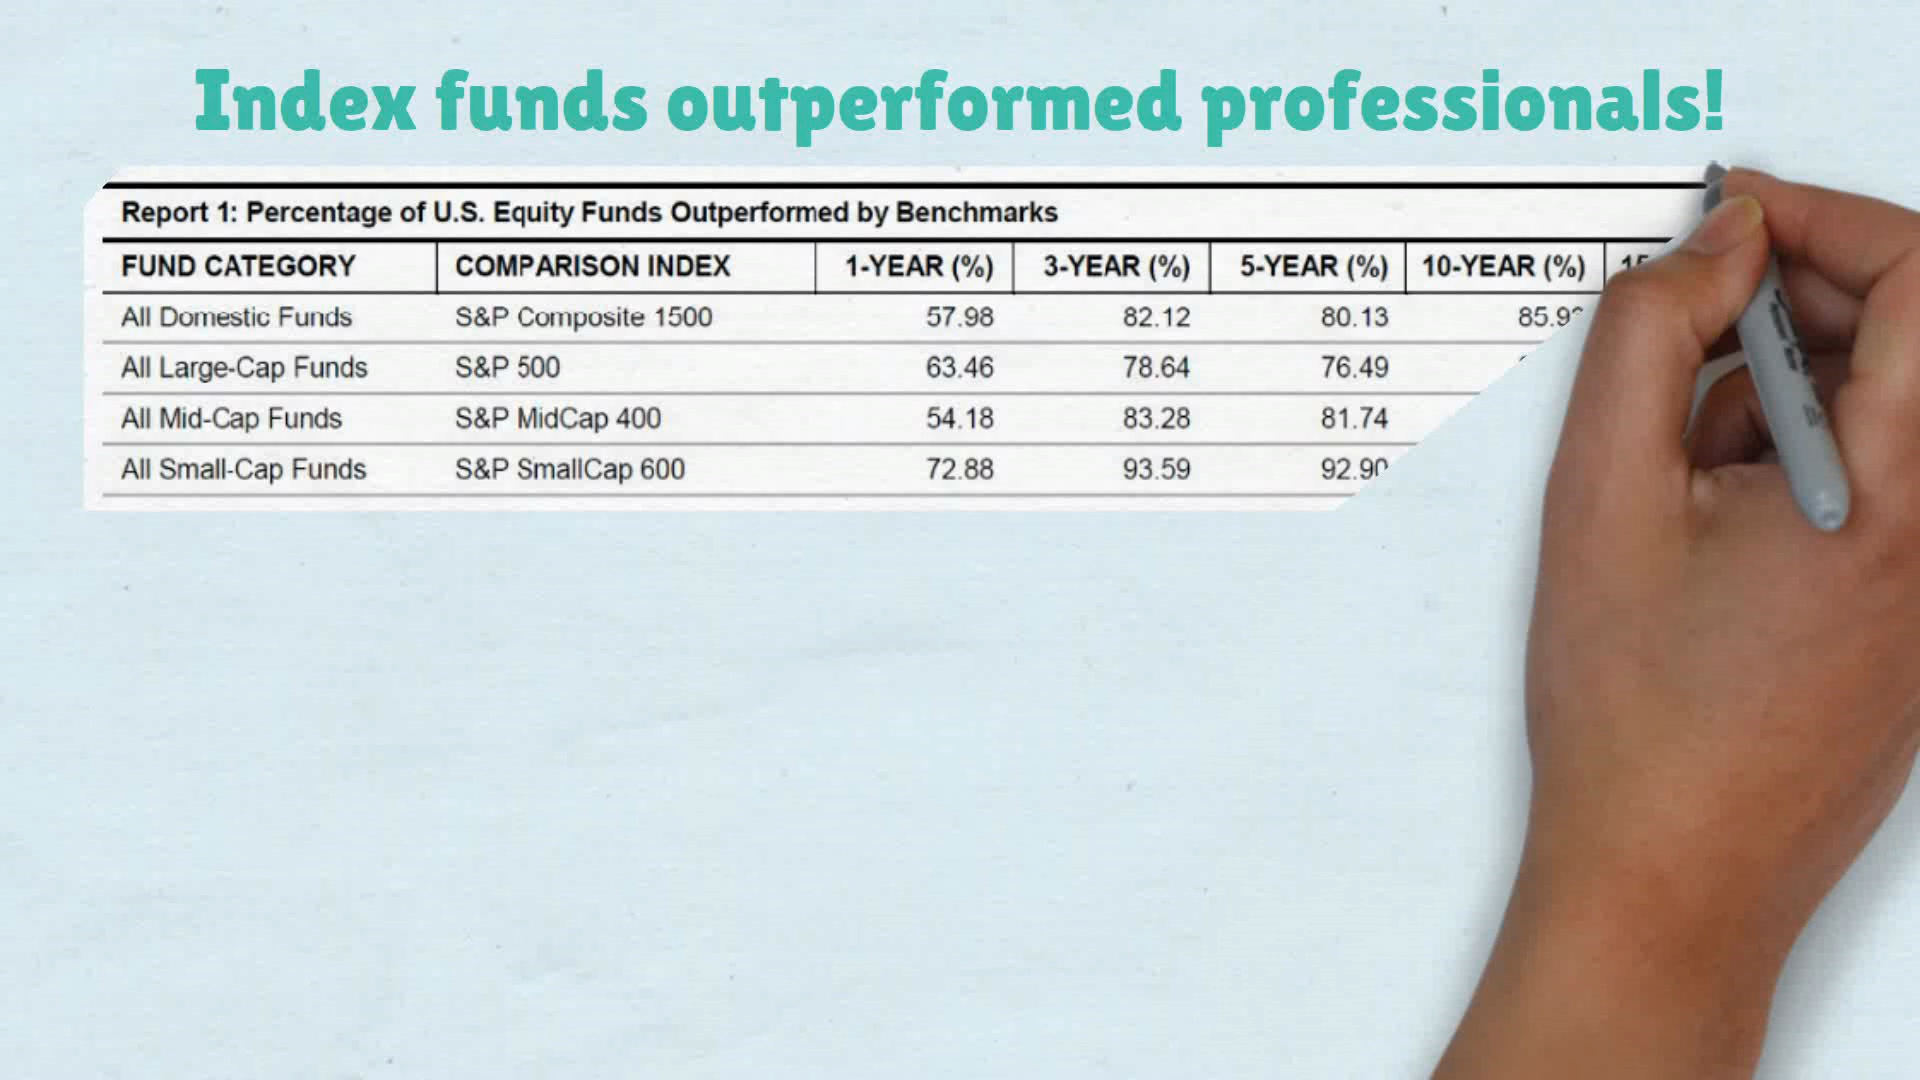 Index funds outperformed professionals!
Report 1: Percentage of U.S. Equity Funds Outperformed by Benchmarks
FUND CATEGORY COMPARISON INDEX 1-YEAR (%) 3-YEAR (%) 5-YEAR (%) 10-YEAR (%)
All Domestic Funds S&P Composite 1500 57.98 82.12 80.13
All Large-Cap Funds S&P 500 63.46 78.64 76.49
All Mid-Cap Funds S&P MidCap 400 54.18 83.28 81.74
All Small-Cap Funds S&P SmallCap 600 72.88 93.59 92.90